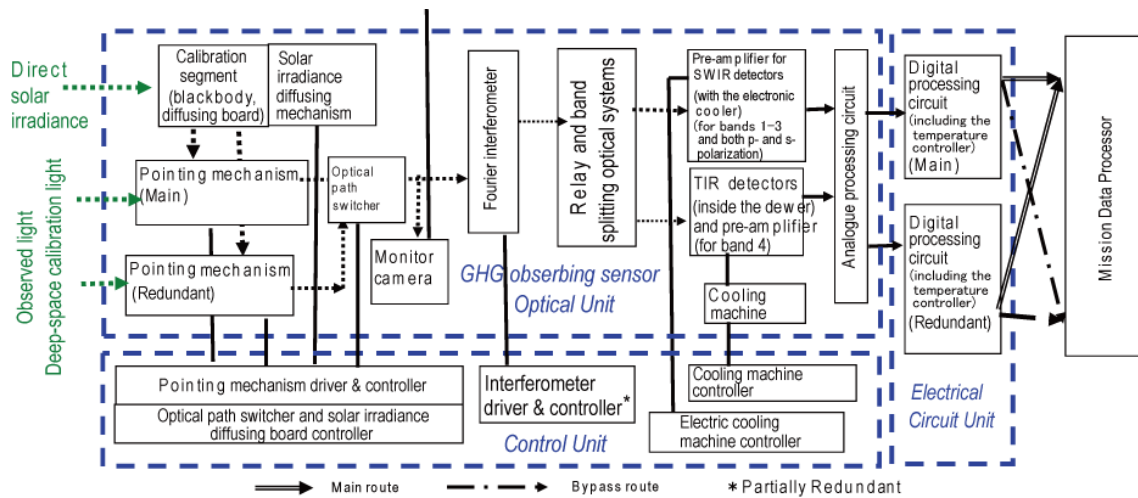 Direct
solar
irradiance
Observed light
Deep-space calibration light
Calibration
segment
(blackbody,
diffusing board)
Solar
irradiance
diffusing
mechanism
Pointing mechanism
(Main)
Pointing mechanism
(Redundant)
Optical
path
switcher
Monitor
camera
Fourier interferometer
Relay and band
splitting optical systems
Pre-amplifier for
SWIR detectors
(with the electronic
cooler)
(for bands 1-3
and both p- and s-
polarization)
TIR detectors
(inside the dewer)
and pre-amplifier
(for band 4)
Cooling
machine
Analogue processing circuit
GHG obserbing sensor
Optical Unit
Digital
processing
circuit
(including the
temperature
controller)
(Main)
Digital
processing
circuit
(including the
temperature
controller)
(Redundant)
Electrical
Circuit Unit
Mission Data Processor
Pointing mechanism driver & controller
Optical path switcher and solar irradiance
diffusing board controller
Interferometer
driver & controller*
Cooling machine
controller
Electric cooling
machine controller
Control Unit
Main route
Bypass route
*Partially Redundant